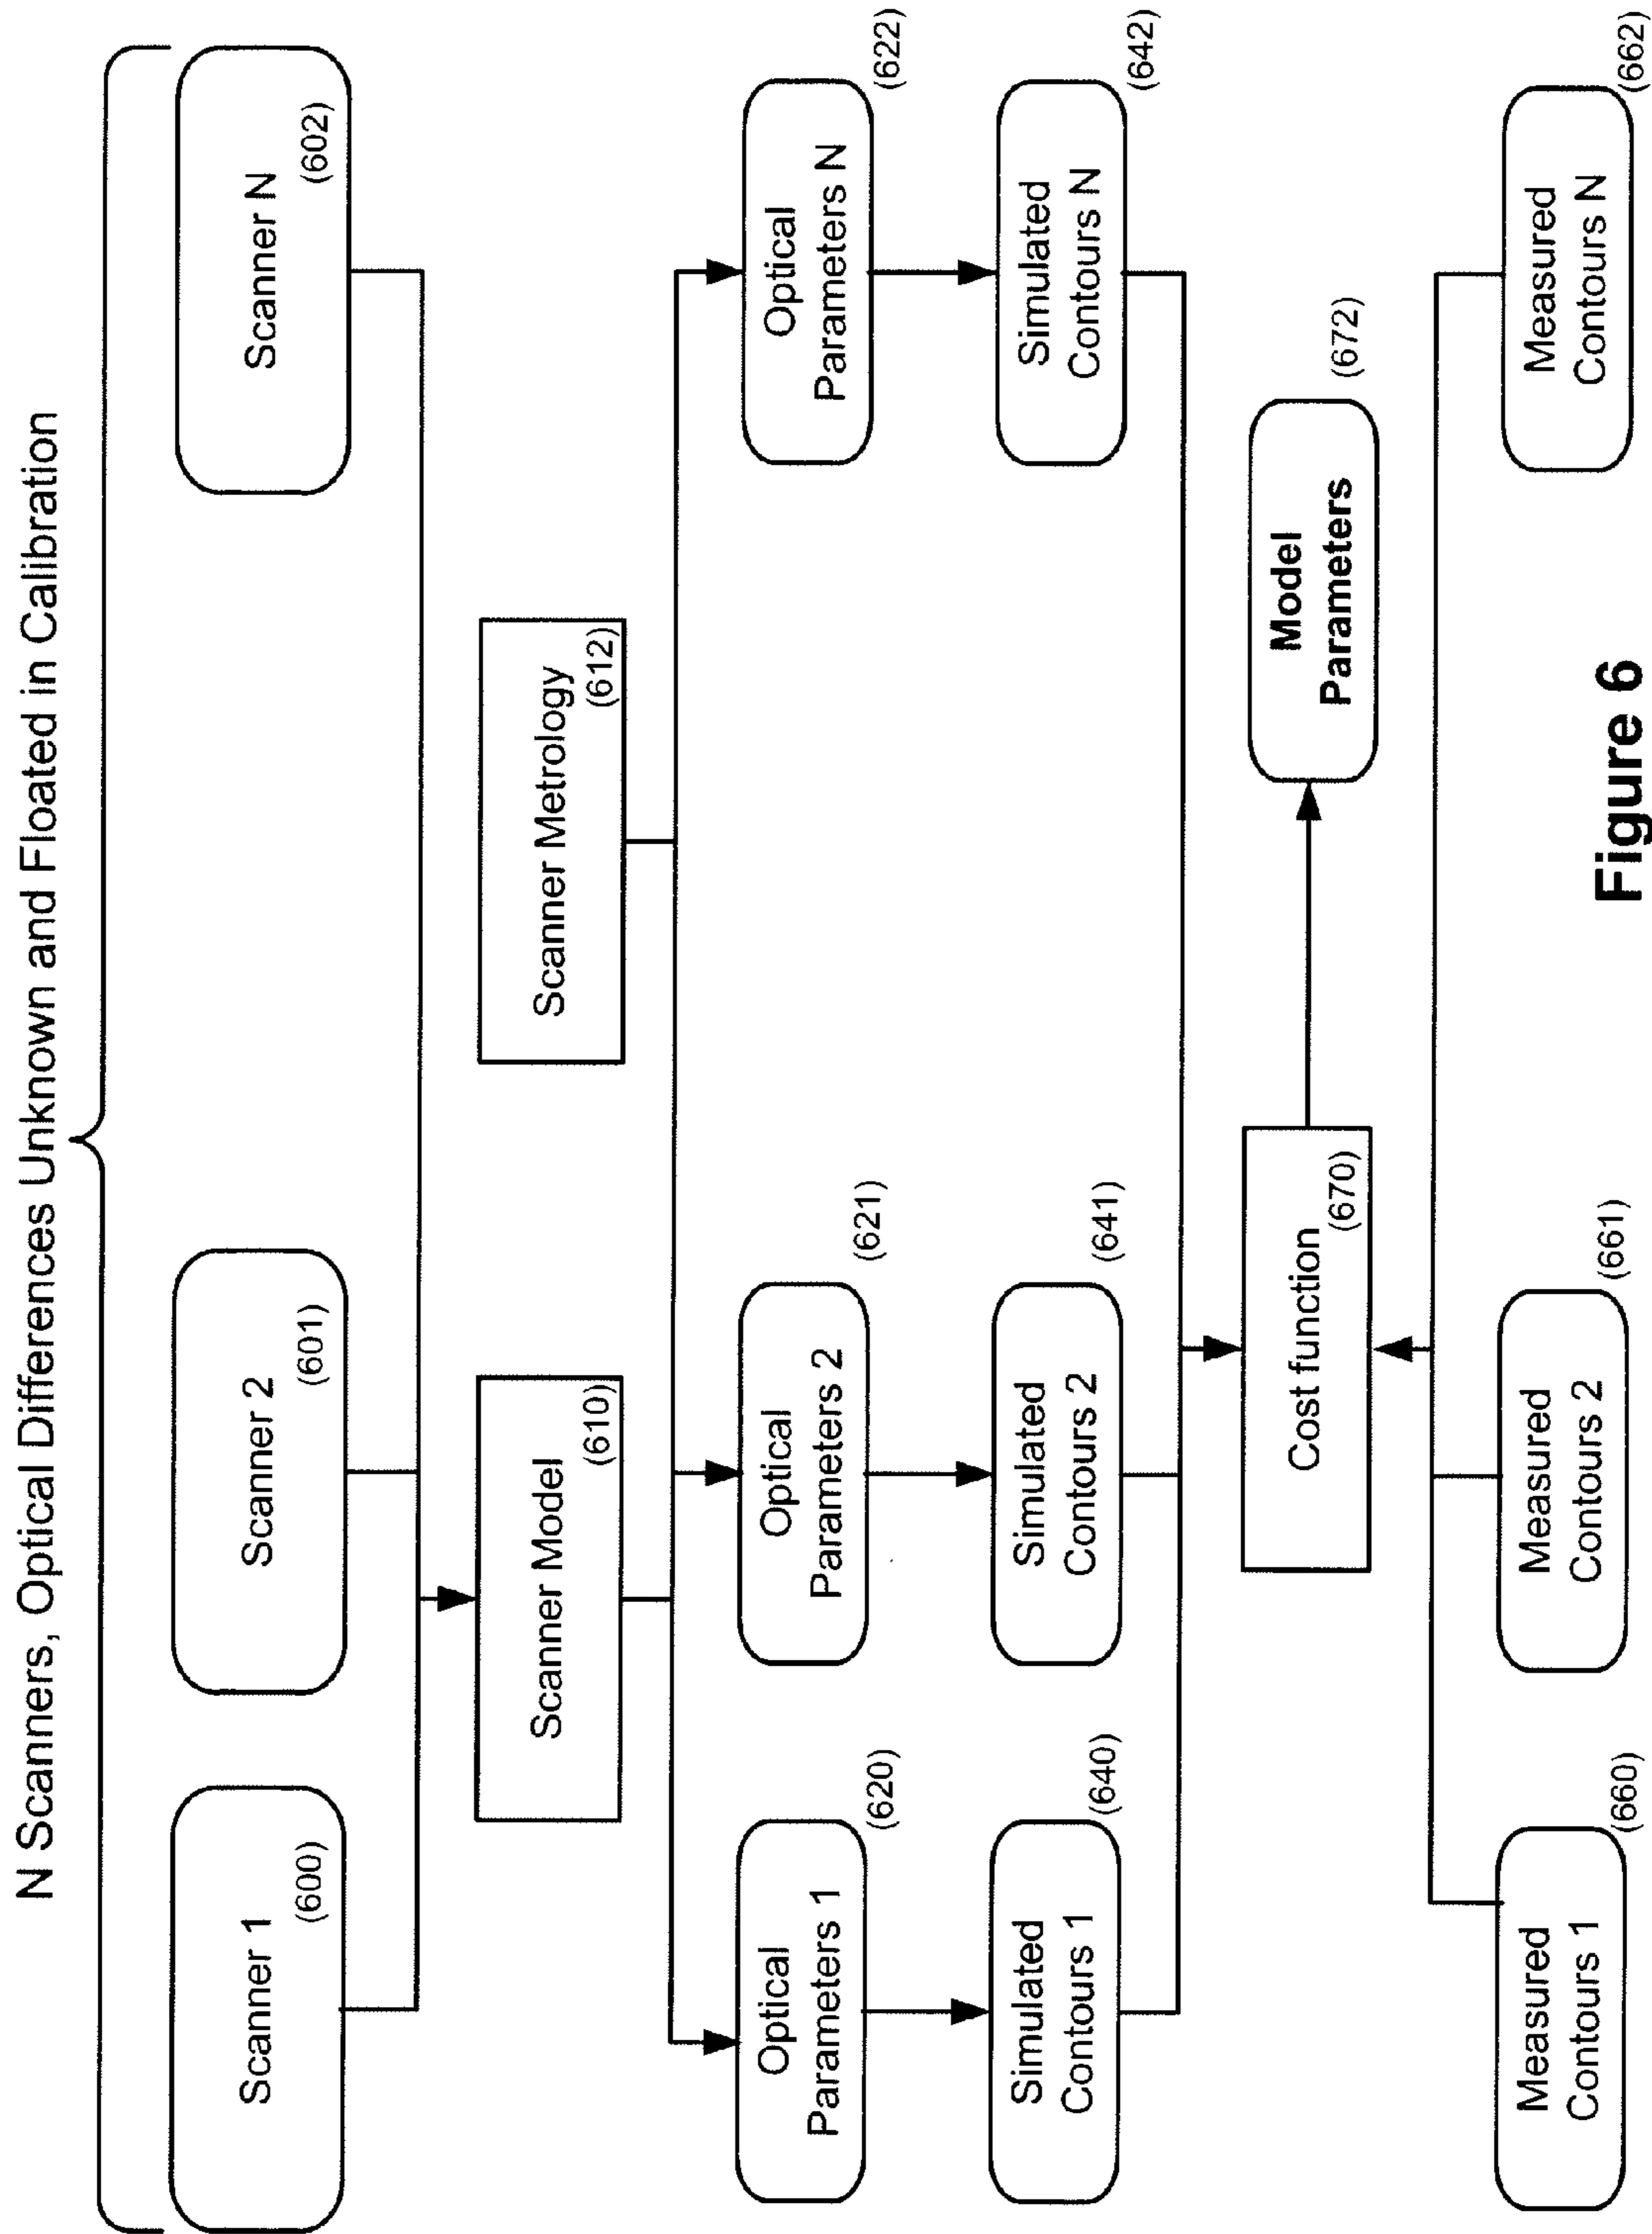 N Scanners, Optical Differences Unknown and Floated in Calibration
Scanner 1
(600)
Scanner 2
(601)
Scanner N
(602)
Scanner Model
(610)
Scanner Metrology
(612)
Optical
Parameters 1
(620)
Optical
Parameters 2
(621)
Optical
Parameters N
(622)
Simulated
Contours 1
(640)
Simulated
Contours 2
(641)
Simulated
Contours N
(642)
Cost function
(670)
Model
Parameters
(672)
Measured
Contours 1
(660)
Measured
Contours 2
(661)
Measured
Contours N
(662)
Figure 6